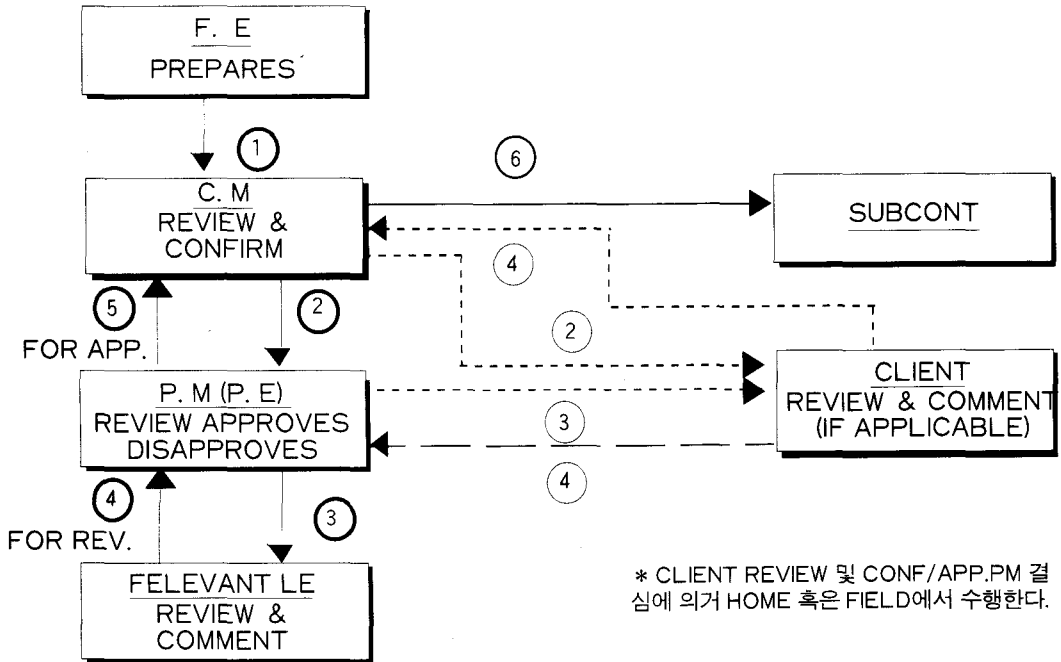 F. E
PREPARES
①
⑥
C. M
REVIEW &
CONFIRM
SUBCONT
④
⑤
②
②
FOR APP.
P. M (P. E)
REVIEW APPROVES
DISAPPROVES
CLIENT
REVIEW & COMMENT
(IF APPLICABLE)
③
④
④
③
FOR REV.
FELEVANT LE
REVIEW &
COMMENT
* CLIENT REVIEW 및 CONF/APP.PM 결
심에 의거 HOME 혹은 FIELD에서 수행한다.